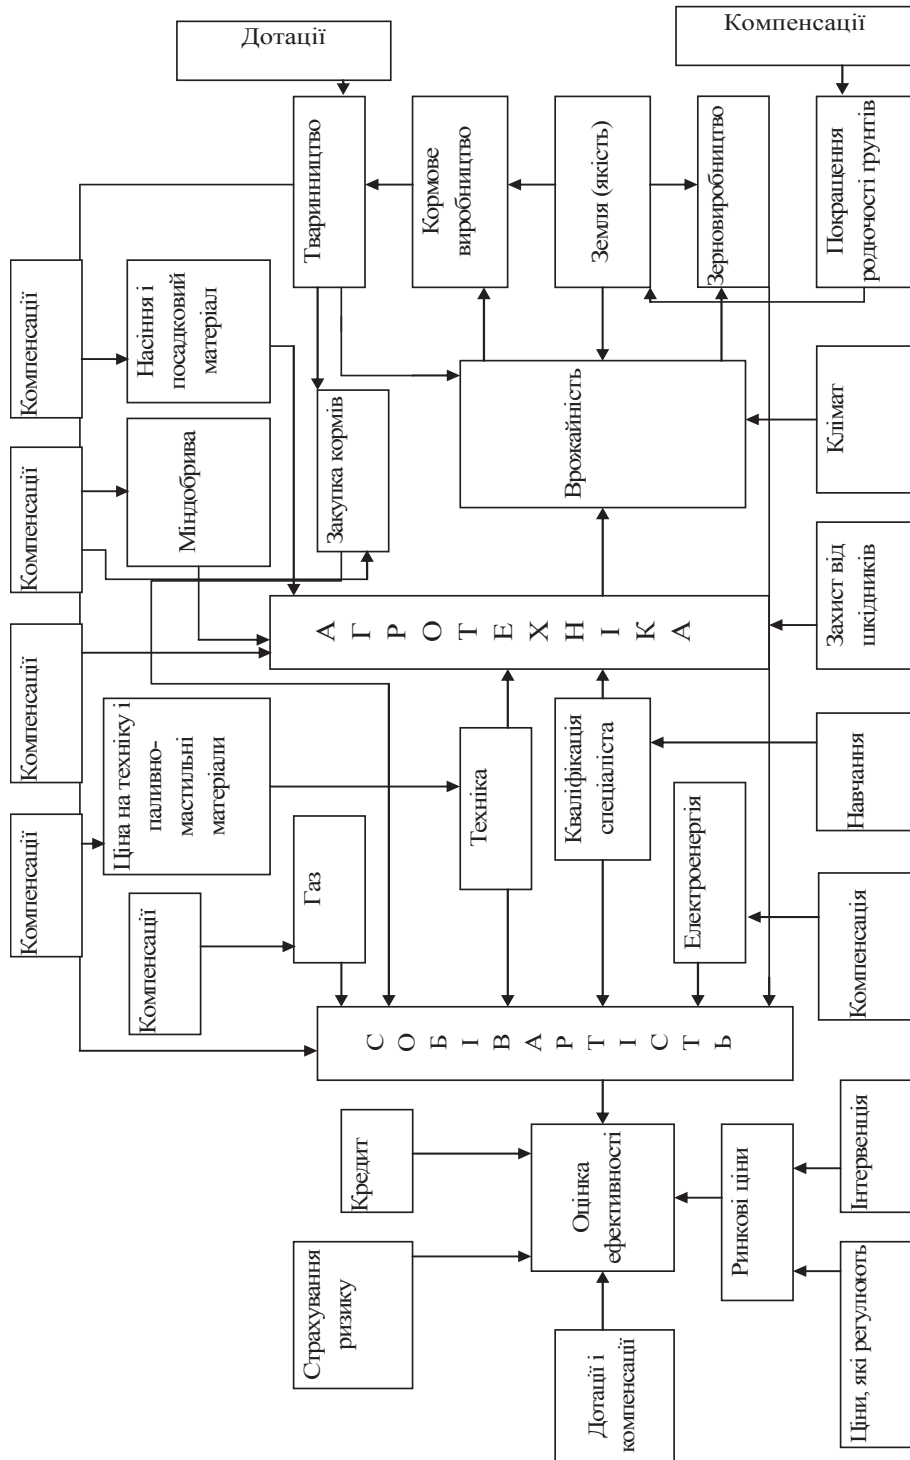 Дотації
Компенсації
Тваринництво
Кормове
виробництво
Земля (якість)
Зерновиробництво
Покращення
родючості ґрунтів
Компенсації
Насіння і
посадковий
матеріал
Компенсації
Міндобрива
Закупка кормів
Врожайність
Клімат
Захист від
шкідників
А Г Р О Т Е Х Н І К А
Компенсації
Ціна на техніку і
паливно-
мастильні
матеріали
Техніка
Кваліфікація
спеціаліста
Навчання
Компенсації
Газ
Компенсації
Електроенергія
Компенсація
С О Б І В А Р Т І С Т Ь
Кредит
Страхування
ризику
Оцінка
ефективності
Ринкові ціни
Інтервенція
Дотації і
компенсації
Ціни, які регулюють